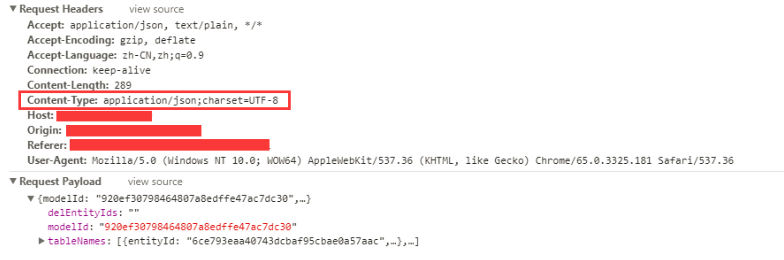 Request Headers view source
Accept: application/json, text/plain, */*
Accept-Encoding: gzip, deflate
Accept-Language: zh-CN,zh;q=0.9
Connection: keep-alive
Content-Length: 289
Content-Type: application/json;charset=UTF-8
Host:
Origin:
Referer:
User-Agent: Mozilla/5.0 (Windows NT 10.0; WOW64) AppleWebKit/537.36 (KHTML, like Gecko) Chrome/65.0.3325.181 Safari/537.36
Request Payload view source
{modelId: "920ef30798464807a8edffe47ac7dc30",…}
delEntityIds: ""
modelId: "920ef30798464807a8edffe47ac7dc30"
tableNames: [{entityId: "6ce793eaa40743dcbaf95cbae0a57aac",…},…]